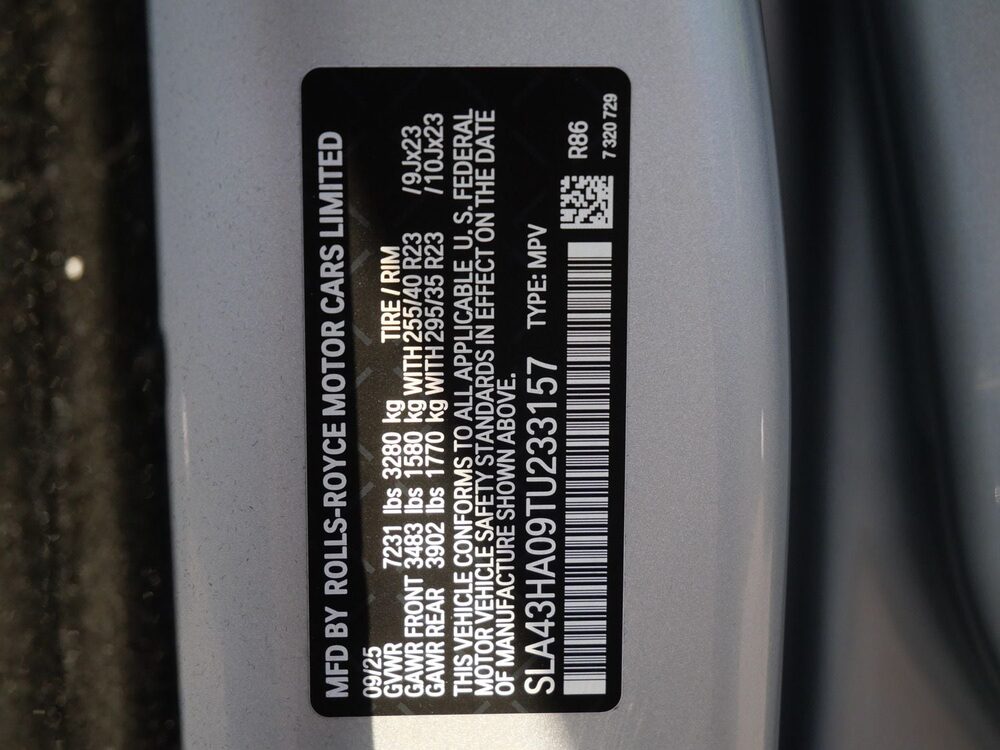 MFD BY ROLLS-ROYCE MOTOR CARS LIMITED
09/25
GVWR 7231 lbs 3280 kg TIRE / RIM
GAWR FRONT 3483 lbs 1580 kg WITH 255/40 R23 /9Jx23
GAWR REAR 3902 lbs 1770 kg WITH 295/35 R23 /10Jx23
THIS VEHICLE CONFORMS TO ALL APPLICABLE U. S. FEDERAL
MOTOR VEHICLE SAFETY STANDARDS IN EFFECT ON THE DATE
OF MANUFACTURE SHOWN ABOVE.
SLA43HA09TU233157 TYPE: MPV
R86
7 320 729